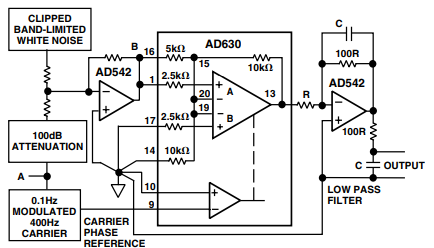 CLIPPED
BAND-LIMITED
WHITE NOISE
B
16
5kΩ
AD630
C
15
10kΩ
100R
AD542
1
2.5kΩ
A
13
R
AD542
20
19
17
2.5kΩ
B
100R
100dB
ATTENUATION
14
10kΩ
C
OUTPUT
A
10
LOW PASS
FILTER
0.1Hz
MODULATED
400Hz
CARRIER
9
CARRIER
PHASE
REFERENCE